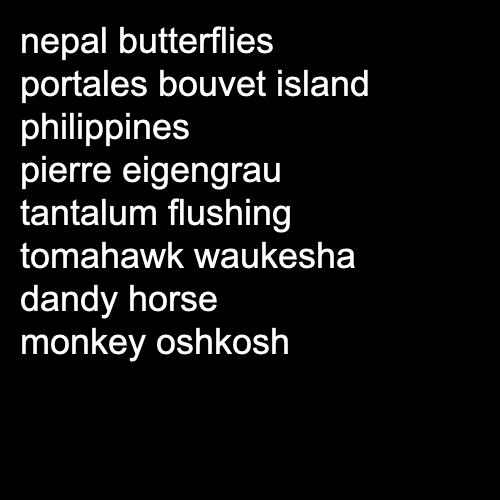 nepal butterflies
portales bouvet island
philippines
pierre eigengrau
tantalum flushing
tomahawk waukesha
dandy horse
monkey oshkosh